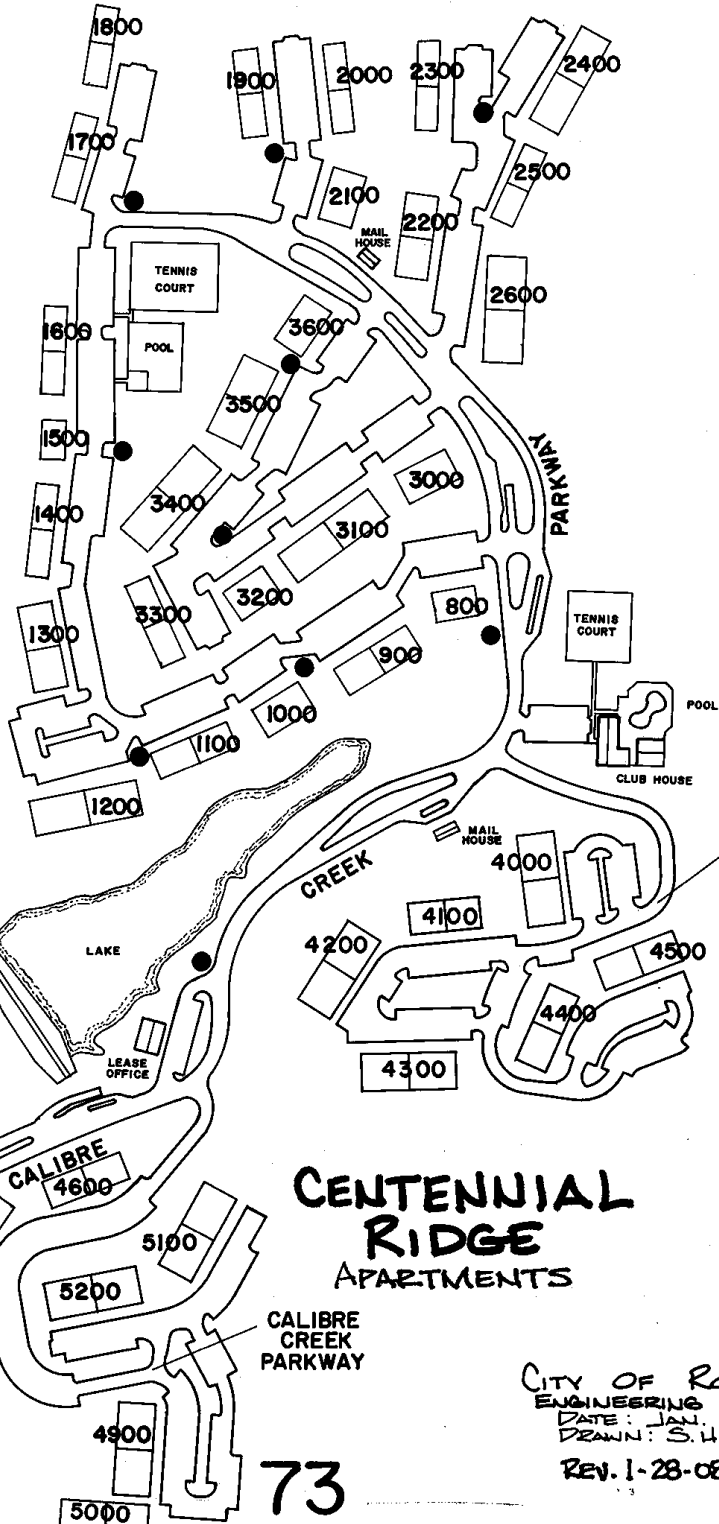 1800
1900
2000
2300
2400
1700
2500
2100
2200
MAIL
HOUSE
TENNIS
COURT
2600
1600
3600
POOL
3500
1500
PARKWAY
3000
3400
1400
3100
3200
800
3300
TENNIS
COURT
1300
900
POOL
1000
1100
CLUB HOUSE
1200
MAIL
HOUSE
4000
CREEK
4100
4200
LAKE
4500
4400
LEASE
OFFICE
4300
CALIBRE
4600
CENTENNIAL
RIDGE
APARTMENTS
5100
5200
CALIBRE
CREEK
PARKWAY
CITY OF
ENGINEERING
DATE: JAN.
DRAWN: S.H
REV. 1-28-08
4900
73
5000